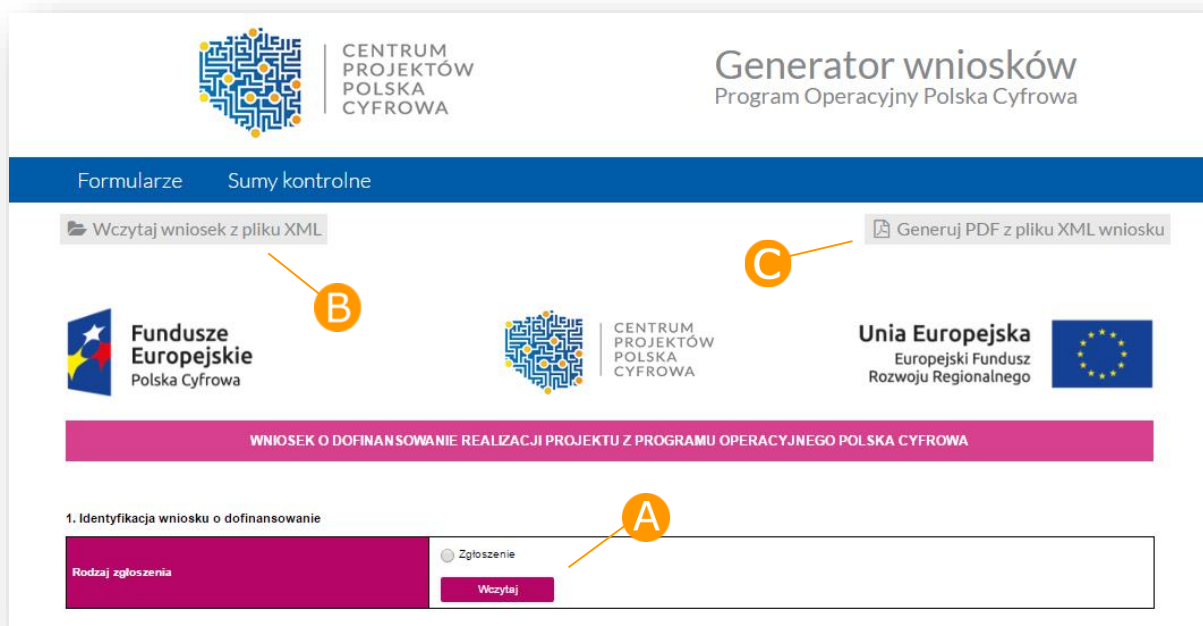 CENTRUM
PROJEKTÓW
POLSKA
CYFROWA
Generator wniosków
Program Operacyjny Polska Cyfrowa
Formularze Sumy kontrolne
Wczytaj wniosek z pliku XML
Generuj PDF z pliku XML wniosku
C
B
Fundusze
Europejskie
Polska Cyfrowa
CENTRUM
PROJEKTÓW
POLSKA
CYFROWA
Unia Europejska
Europejski Fundusz
Rozwoju Regionalnego
WNIOSEK O DOFINANSOWANIE REALIZACJI PROJEKTU Z PROGRAMU OPERACYJNEGO POLSKA CYFROWA
A
1. Identyfikacja wniosku o dofinansowanie
Rodzaj zgłoszenia
Zgłoszenie
Wczytaj